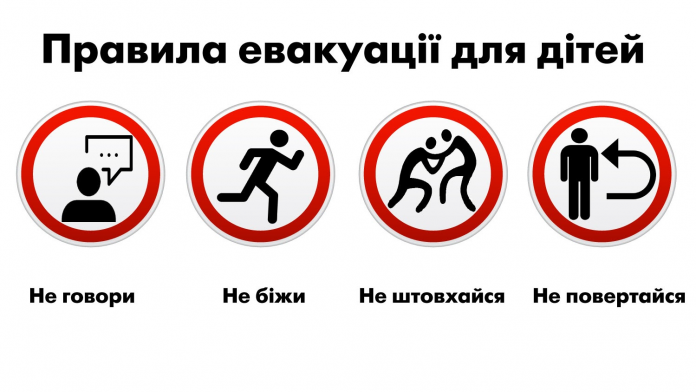 Правила евакуації для дітей
Не говори
Не біжи
Не штовхайся
Не повертайся